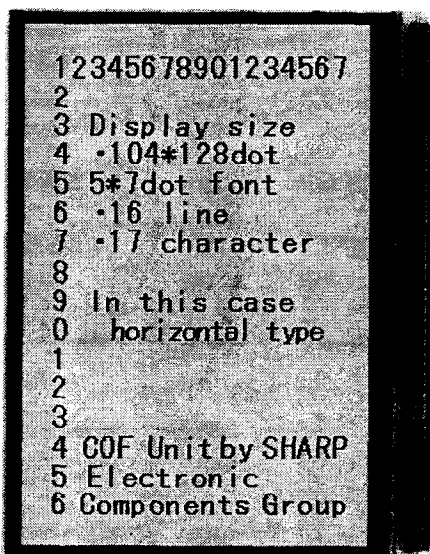 12345678901234567
2
3 Display size
4 ·104*128dot
5 5*7dot font
6 ·16 line
7 ·17 character
8
9 In this case
0 horizontal type
1
2
3
4 COF Unit by SHARP
5 Electronic
6 Components Group